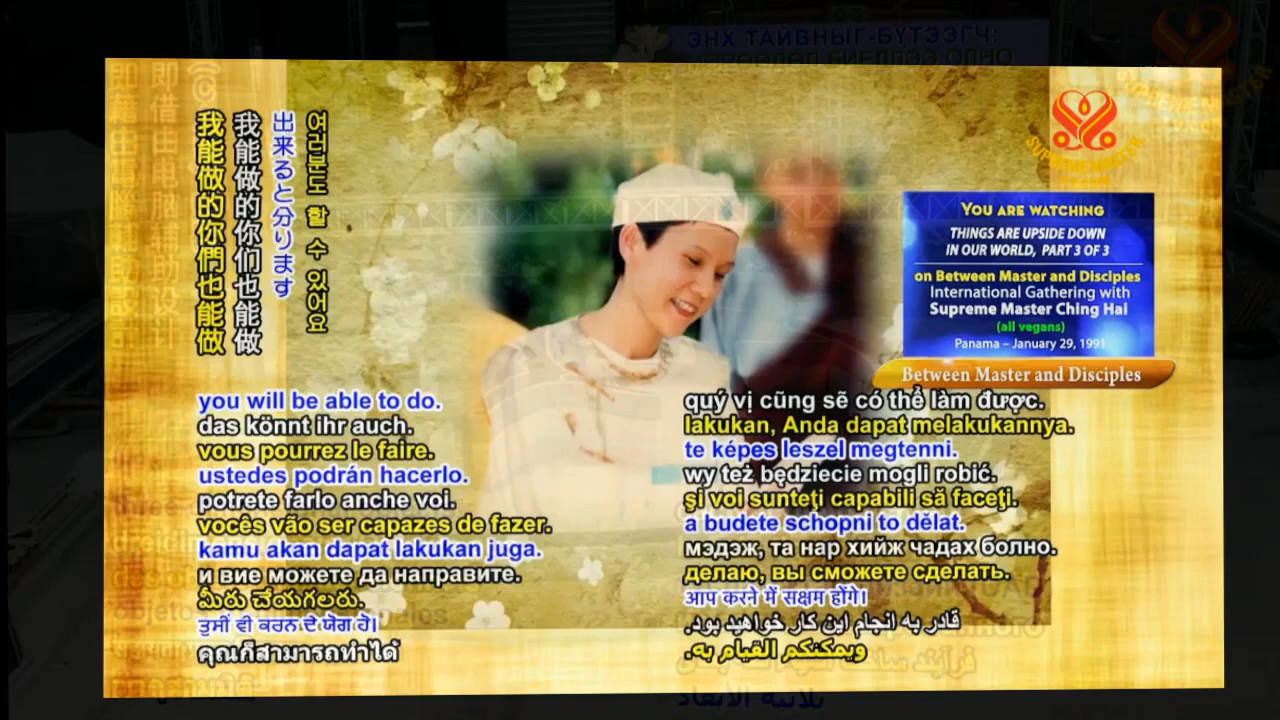 여러분도 할 수 있어요
出来ると分ります
我能做的你们也能做
我能做的你們也能做
SUPREME MASTER
YOU ARE WATCHING
THINGS ARE UPSIDE DOWN
IN OUR WORLD, PART 3 OF 3
on Between Master and Disciples
International Gathering with
Supreme Master Ching Hai
(all vegans)
Panama – January 29, 1991
Between Master and Disciples
you will be able to do.
das könnt ihr auch.
vous pourrez le faire.
ustedes podrán hacerlo.
potrete farlo anche voi.
vocês vão ser capazes de fazer.
kamu akan dapat lakukan juga.
и вие можете да направите.
మీరు చేయగలరు.
ਤੁਸੀਂ ਵੀ ਕਰਨ ਦੇ ਯੋਗ ਹੋ।
คุณก็สามารถทำได้
quý vị cũng sẽ có thể làm được.
lakukan, Anda dapat melakukannya.
te képes leszel megtenni.
wy też będziecie mogli robić.
şi voi sunteţi capabili să faceţi.
a budete schopni to dělat.
мэдэж, та нар хийж чадах болно.
делаю, вы сможете сделать.
आप करने में सक्षम होंगे।
قادر به انجام این کار خواهید بود.
ويمكنكم القيام به.